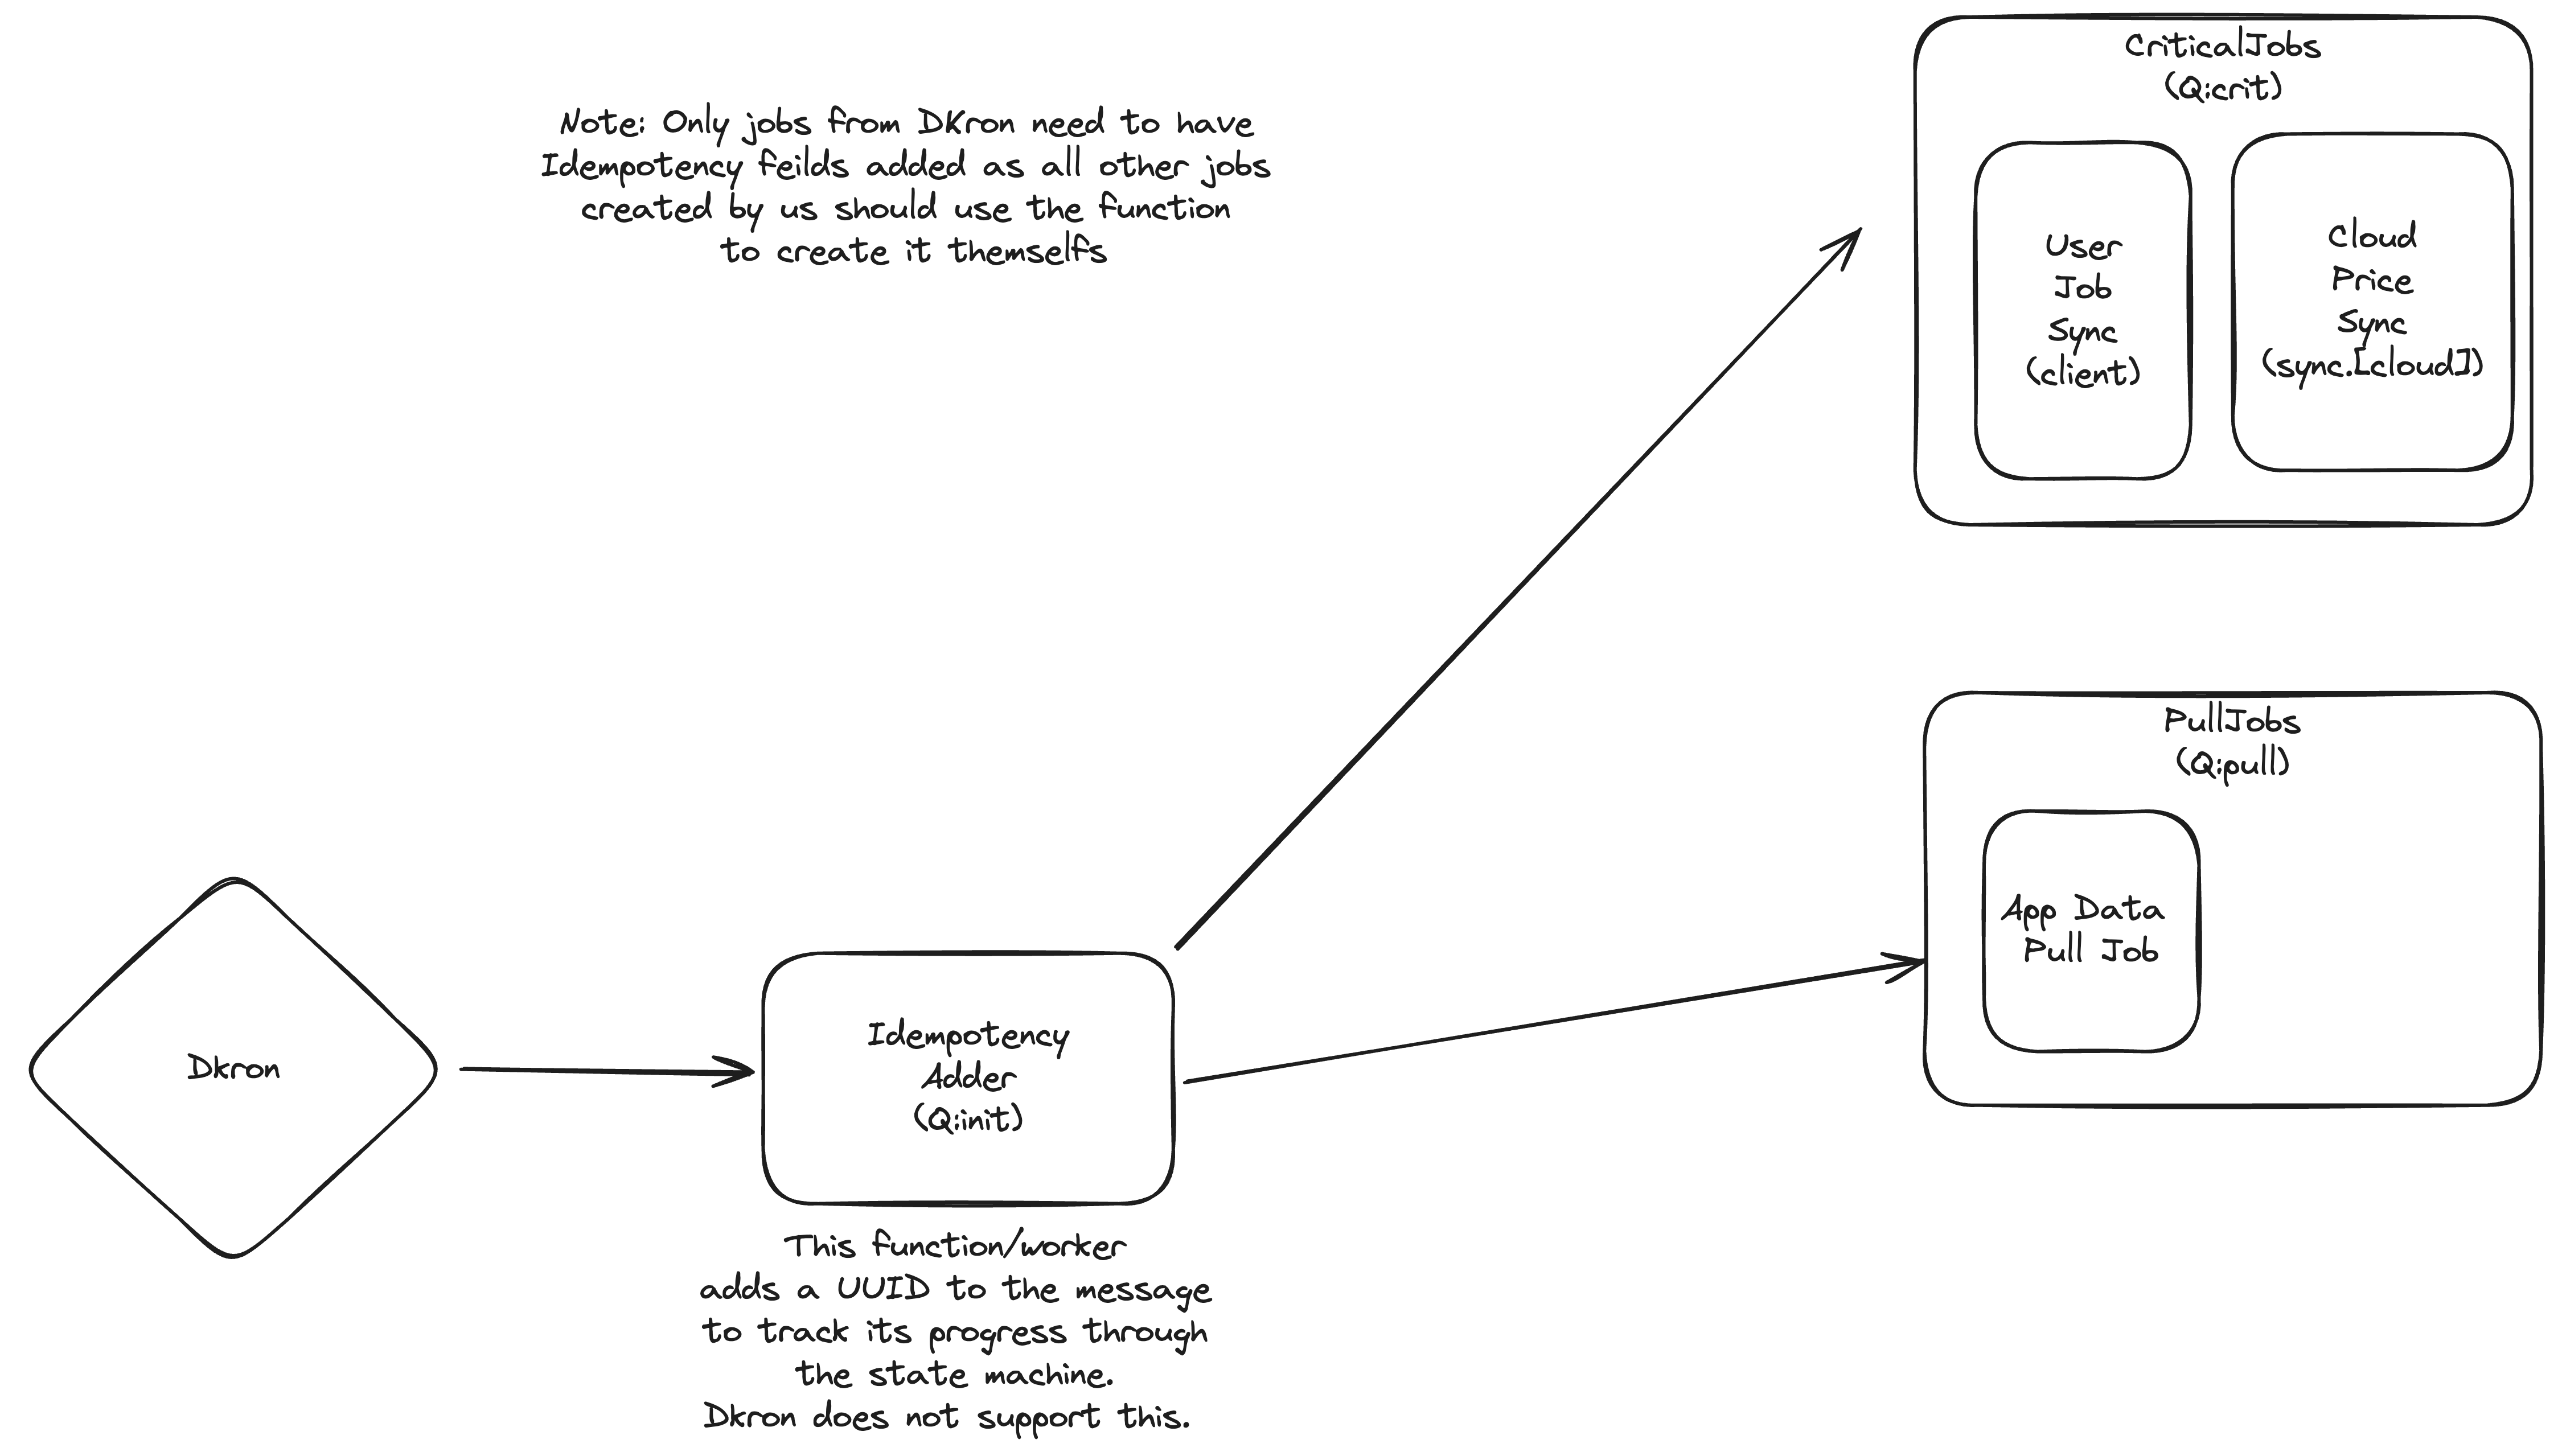 Note: Only jobs from DKron need to have
Idempotency feilds added as all other jobs
created by us should use the function
to create it themselfs
CriticalJobs
(Q:crit)
User
Job
Sync
(client)
Cloud
Price
Sync
(sync.[cloud])
PullJobs
(Q:pull)
App Data
Pull Job
Dkron
Idempotency
Adder
(Q:init)
This function/worker
adds a UUID to the message
to track its progress through
the state machine.
Dkron does not support this.